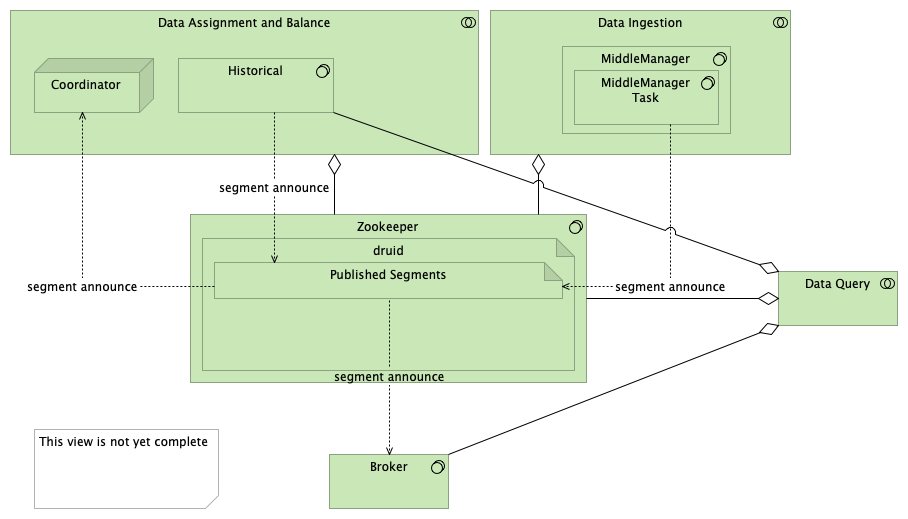 Data Assignment and Balance
Data Ingestion
Coordinator
Historical
MiddleManager
MiddleManager
Task
segment announce
Zookeeper
druid
Published Segments
segment announce
segment announce
Data Query
segment announce
This view is not yet complete
Broker